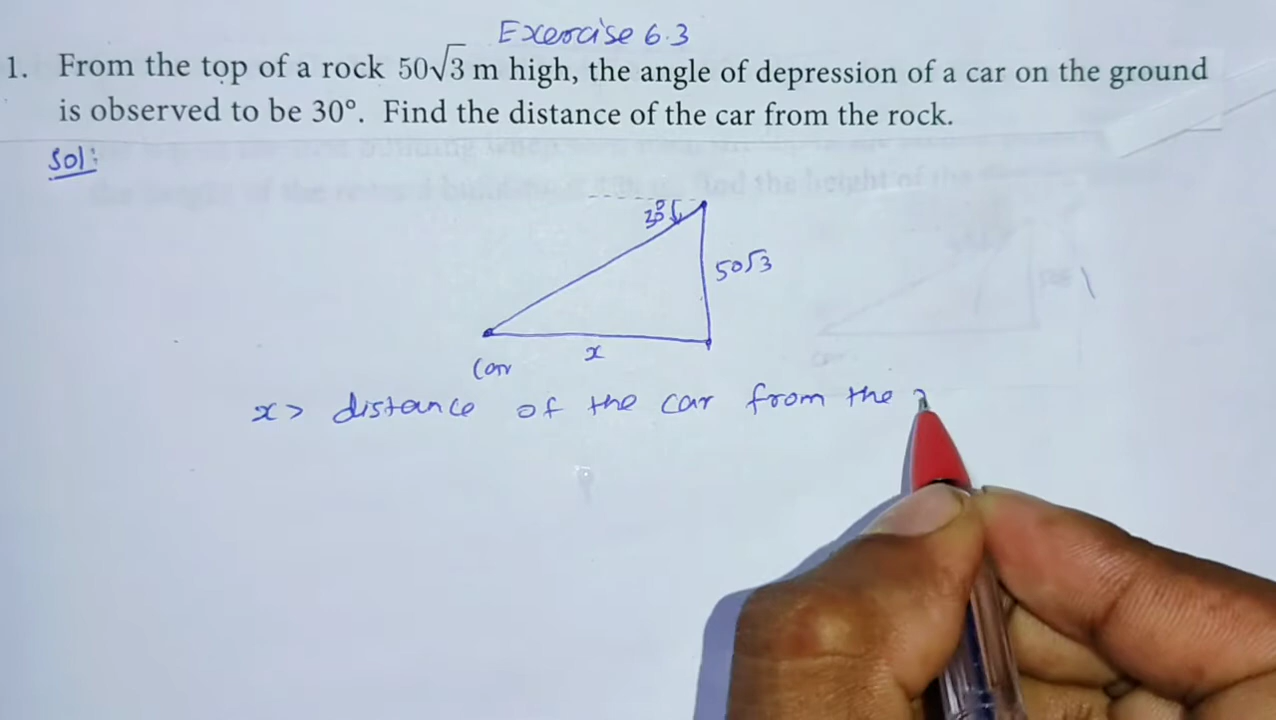 Exercise 6.3
1. From the top of a rock 50√3 m high, the angle of depression of a car on the ground
is observed to be 30°. Find the distance of the car from the rock.
Sol:
30°
50√3
x
Car
x > distance of the car from the